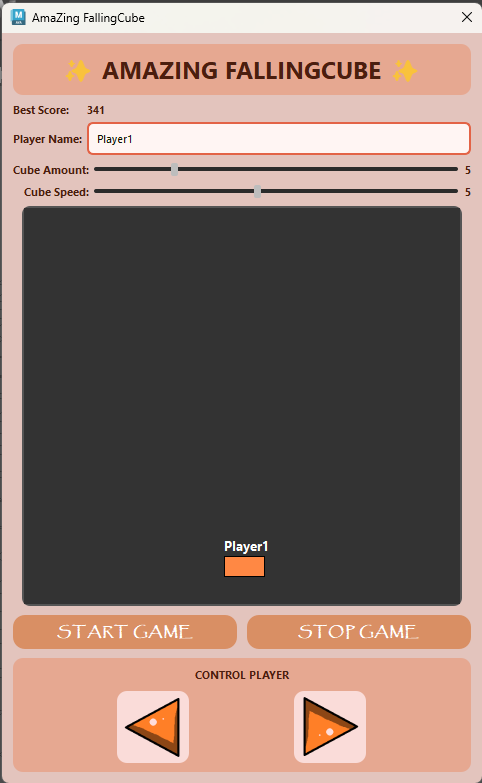 AmaZing FallingCube
✨ AMAZING FALLINGCUBE ✨
Best Score: 341
Player Name: Player1
Cube Amount: 5
Cube Speed: 5
Player1
START GAME STOP GAME
CONTROL PLAYER